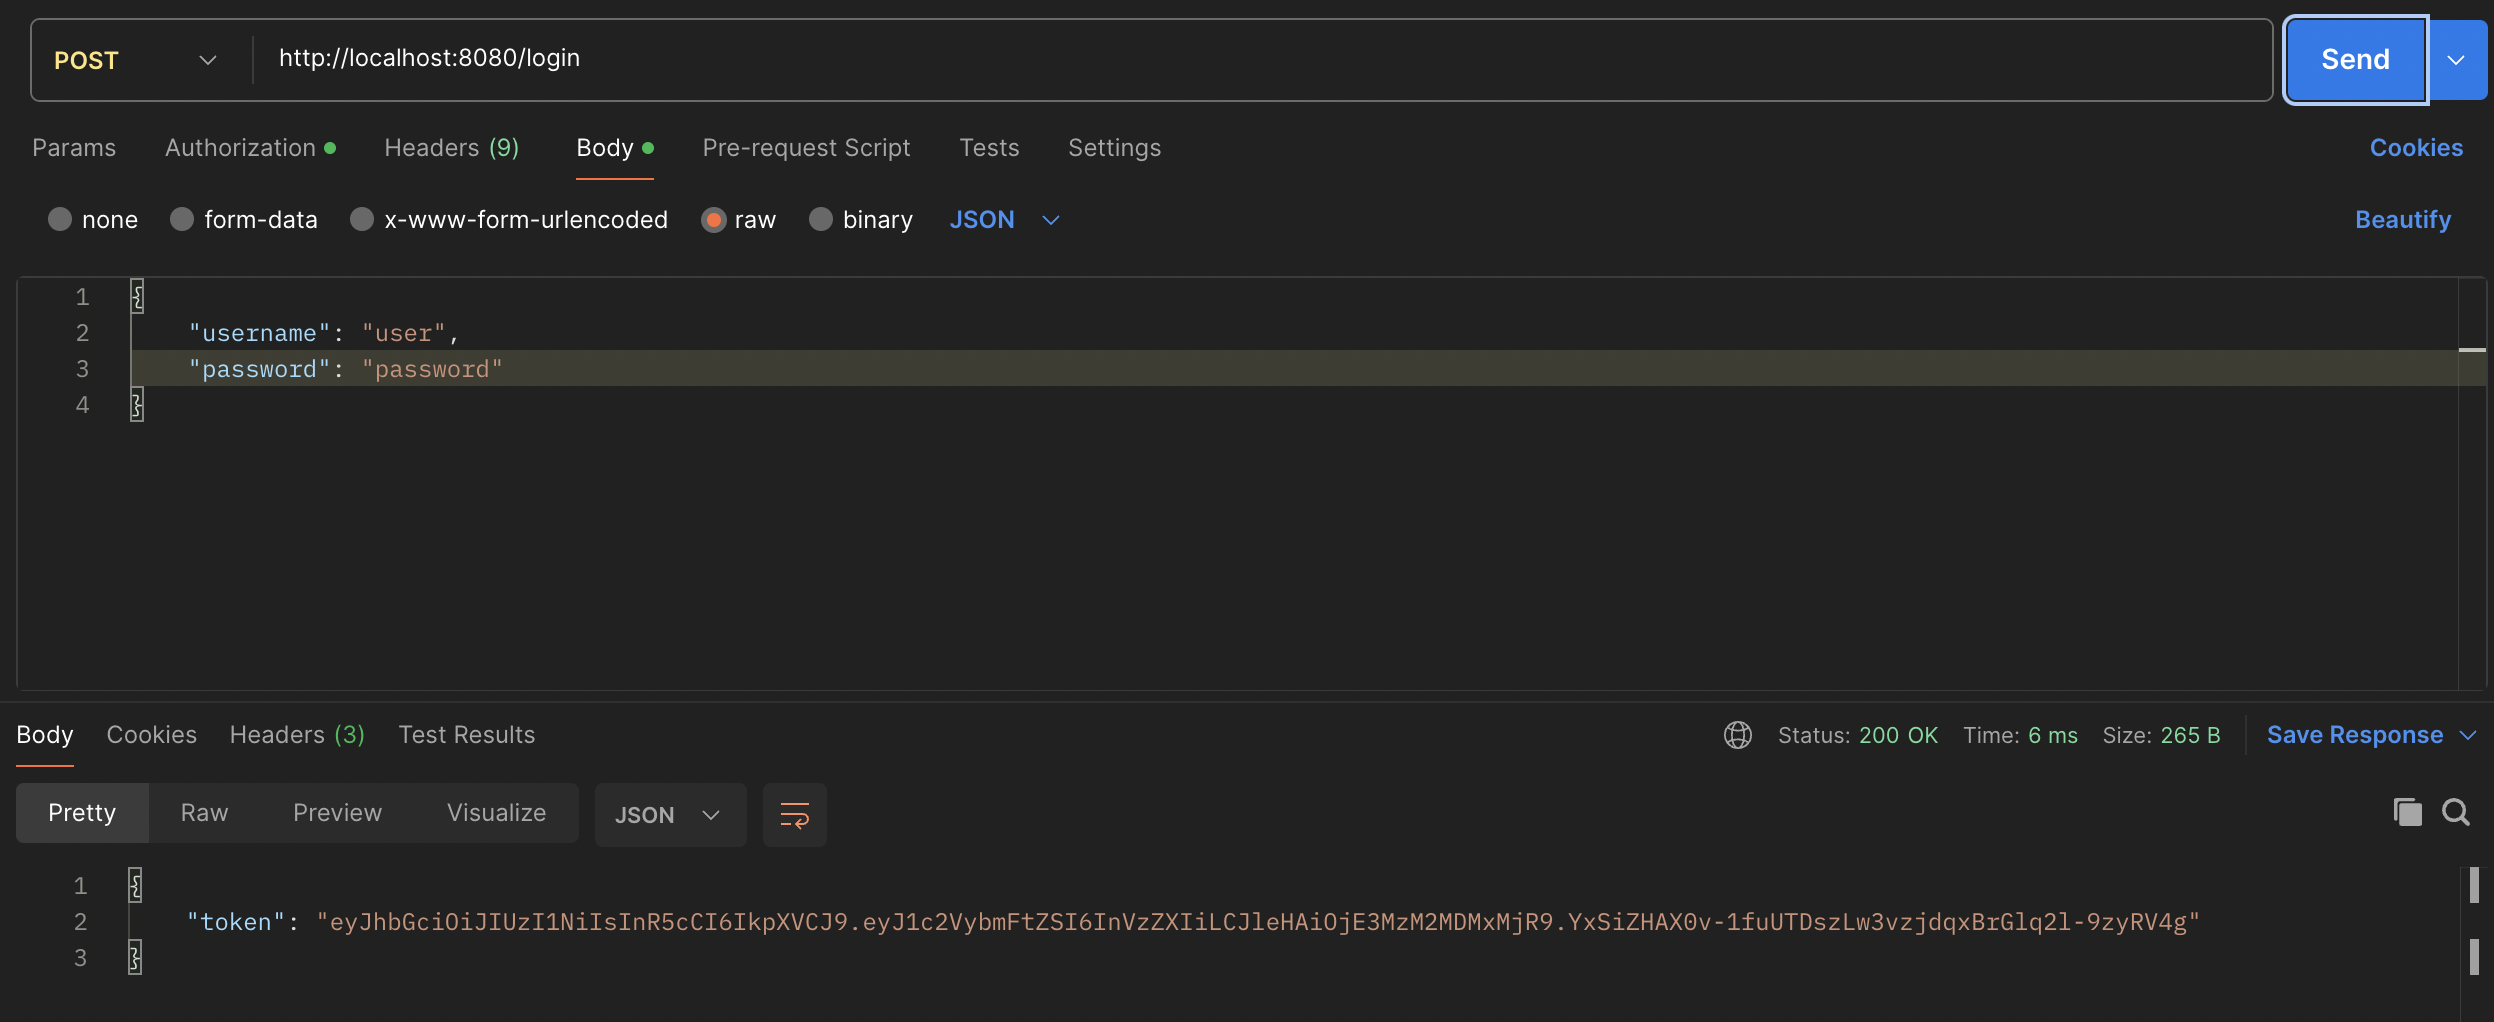 POST http://localhost:8080/login Send
Params Authorization Headers (9) Body Pre-request Script Tests Settings Cookies
none form-data x-www-form-urlencoded raw binary JSON Beautify
1 {
2 "username": "user",
3 "password": "password"
4 }
Body Cookies Headers (3) Test Results Status: 200 OK Time: 6 ms Size: 265 B Save Response
Pretty Raw Preview Visualize JSON
1 {
2 "token": "eyJhbGciOiJIUzI1NiIsInR5cCI6IkpXVCJ9.eyJ1c2VybmFtZSI6InVzZXIiLCJleHAiOjE3MzM2MDMxMjR9.YxSiZHAX0v-1fuUTDszLw3vzjdqxBrGlq2l-9zyRV4g"
3 }